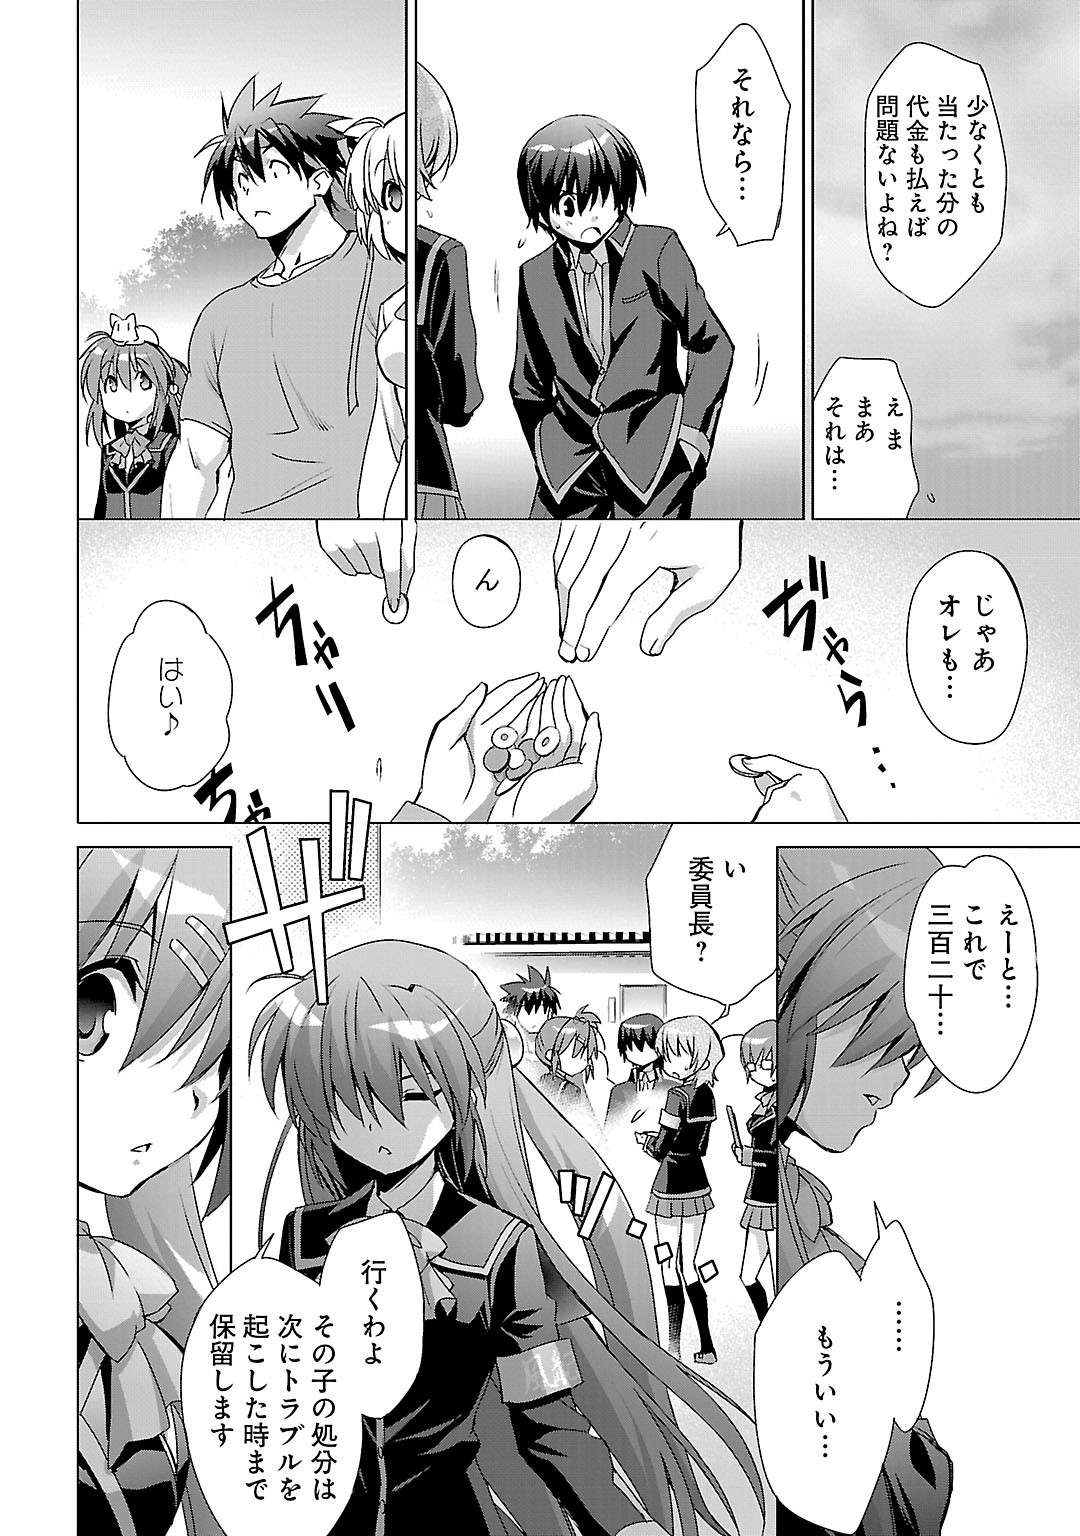 少なくとも
当たった分の
代金も払えば
問題ないよね?
え ま
まあ
それは…
それなら…
じゃあ
オレも…
ぢゃら…
ん
ちゃり
はい♪
ちゃ
えーと…
これで
三百二十…
……
もういい…
い
委員長?
ザッ
行くわよ
その子の処分は
次にトラブルを
起こした時まで
保留します
風紀